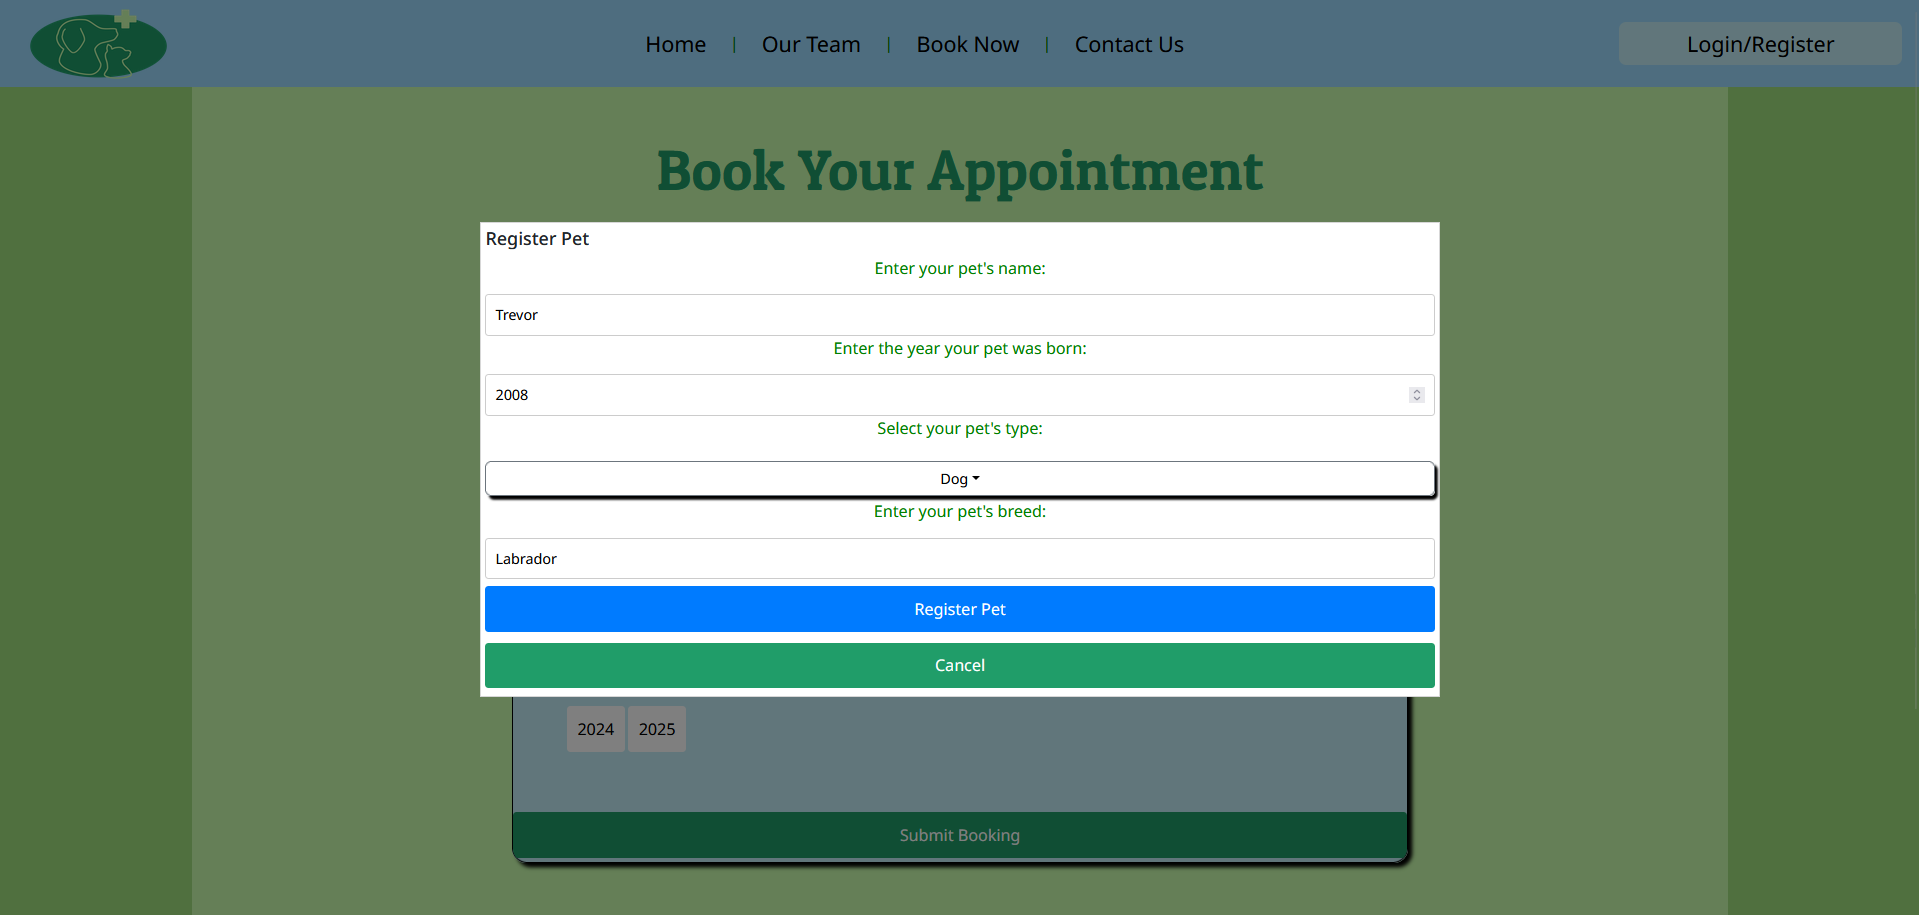 Home | Our Team | Book Now | Contact Us
Login/Register
Book Your Appointment
Register Pet
Enter your pet's name:
Trevor
Enter the year your pet was born:
2008
Select your pet's type:
Dog
Enter your pet's breed:
Labrador
Register Pet
Cancel
2024 2025
Submit Booking